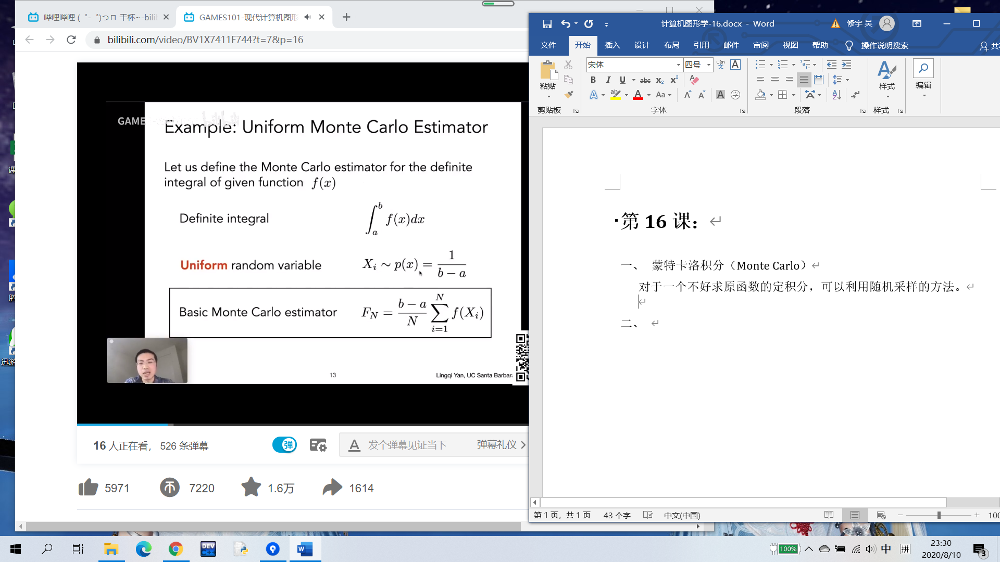 哔哩哔哩 (゜-゜)つロ 干杯~-bili
GAMES101-现代计算机图形
bilibili.com/video/BV1X7411F744?t=7&p=16
GAME
bilibili
Example: Uniform Monte Carlo Estimator
Let us define the Monte Carlo estimator for the definite
integral of given function f(x)
Definite integral ∫_a^b f(x)dx
Uniform random variable X_i ~ p(x) = 1/(b − a)
Basic Monte Carlo estimator F_N = (b − a)/N ∑_{i=1}^{N} f(X_i)
13
Lingqi Yan, UC Santa Barbara
16 人正在看， 526 条弹幕
弹
发个弹幕见证当下
弹幕礼仪
5971
7220
1.6万
1614
计算机图形学-16.docx - Word
修宇 吴
文件 开始 插入 设计 布局 引用 邮件 审阅 视图 帮助 操作说明搜索 共
宋体 四号
粘贴
样式
编辑
剪贴板 字体 段落 样式
第 16 课：
一、 蒙特卡洛积分（Monte Carlo）
对于一个不好求原函数的定积分，可以利用随机采样的方法。
二、
第 1 页，共 1 页 43 个字 中文(中国)
100
课
腾
迅游
DEV
C++
100%
中
拼
23:30
2020/8/10
3